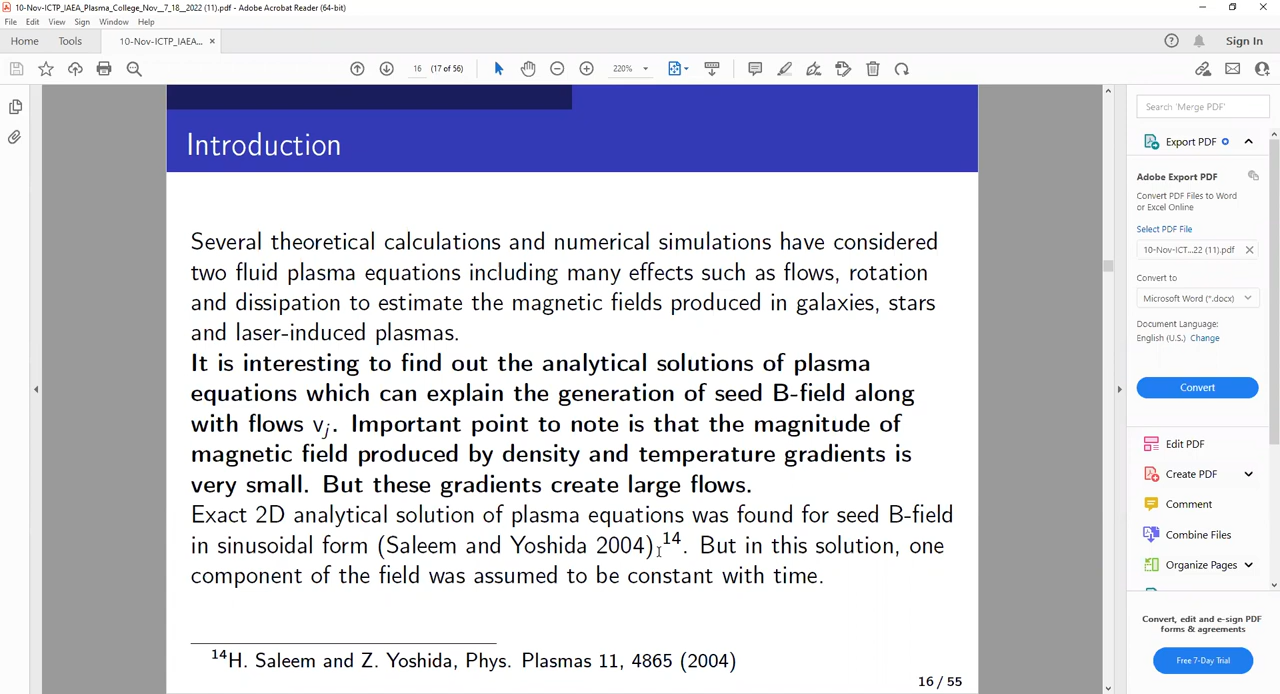 10-Nov-ICTP_IAEA_Plasma_College_Nov__7_18__2022 (11).pdf - Adobe Acrobat Reader (64-bit)
File Edit View Sign Window Help
Home Tools 10-Nov-ICTP_IAEA... × Sign In
16 (17 of 56) 220%
Introduction
Several theoretical calculations and numerical simulations have considered
two fluid plasma equations including many effects such as flows, rotation
and dissipation to estimate the magnetic fields produced in galaxies, stars
and laser-induced plasmas.
It is interesting to find out the analytical solutions of plasma
equations which can explain the generation of seed B-field along
with flows vj. Important point to note is that the magnitude of
magnetic field produced by density and temperature gradients is
very small. But these gradients create large flows.
Exact 2D analytical solution of plasma equations was found for seed B-field
in sinusoidal form (Saleem and Yoshida 2004),14. But in this solution, one
component of the field was assumed to be constant with time.
14H. Saleem and Z. Yoshida, Phys. Plasmas 11, 4865 (2004)
16 / 55
Search 'Merge PDF'
Export PDF
Adobe Export PDF
Convert PDF Files to Word
or Excel Online
Select PDF File
10-Nov-ICT...22 (11).pdf
Convert to
Microsoft Word (*.docx)
Document Language:
English (U.S.) Change
Convert
Edit PDF
Create PDF
Comment
Combine Files
Organize Pages
Convert, edit and e-sign PDF
forms & agreements
Free 7-Day Trial